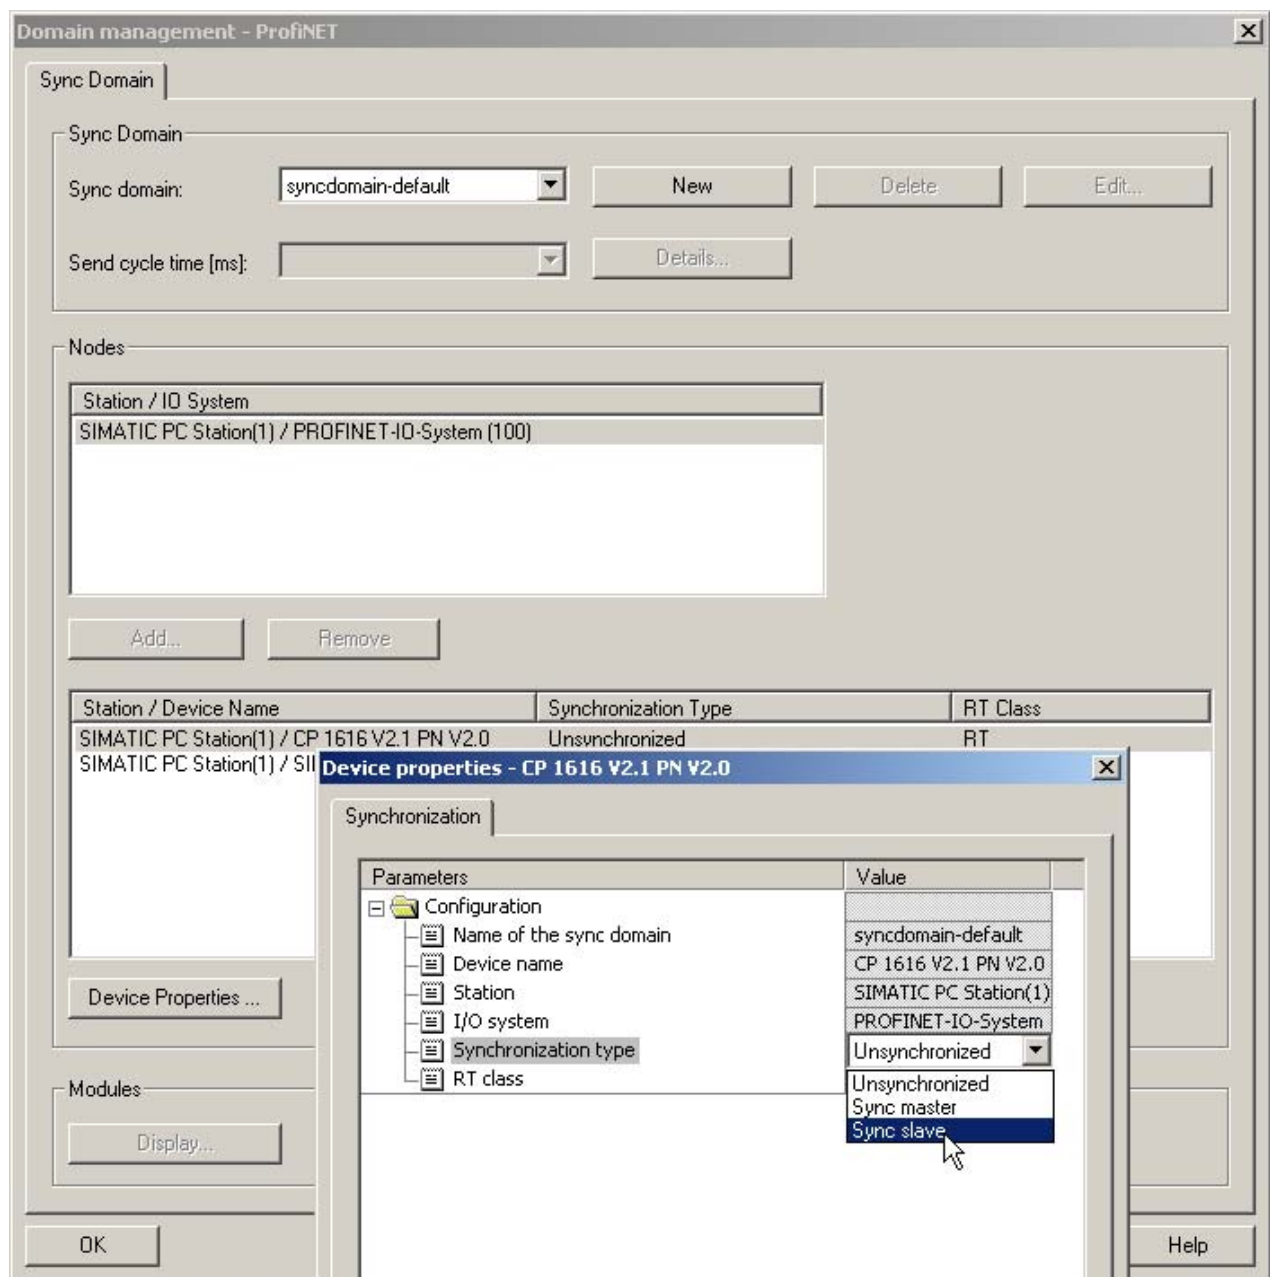 Domain management - ProfiNET
Sync Domain
Sync Domain
Sync domain: syncdomain-default New Delete Edit...
Send cycle time [ms]: Details...
Nodes
Station / IO System
SIMATIC PC Station(1) / PROFINET-IO-System (100)
Add... Remove
Station / Device Name Synchronization Type RT Class
SIMATIC PC Station(1) / CP 1616 V2.1 PN V2.0 Unsynchronized RT
SIMATIC PC Station(1) /
Device properties - CP 1616 V2.1 PN V2.0
Synchronization
Parameters Value
Configuration
Name of the sync domain syncdomain-default
Device name CP 1616 V2.1 PN V2.0
Station SIMATIC PC Station(1)
I/O system PROFINET-IO-System
Synchronization type Unsynchronized
RT class
Unsynchronized
Sync master
Sync slave
Device Properties ...
Modules
Display...
OK Help